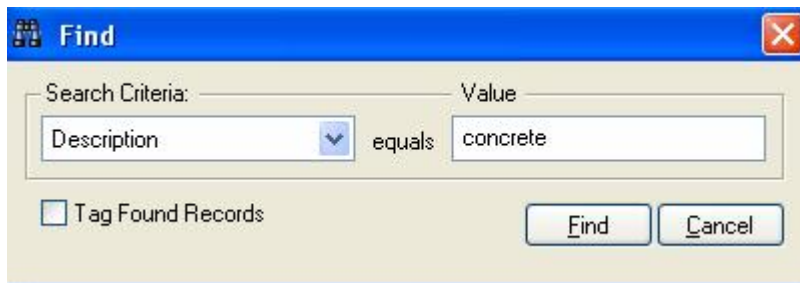 Find
Search Criteria: Value
Description equals concrete
Tag Found Records Find Cancel